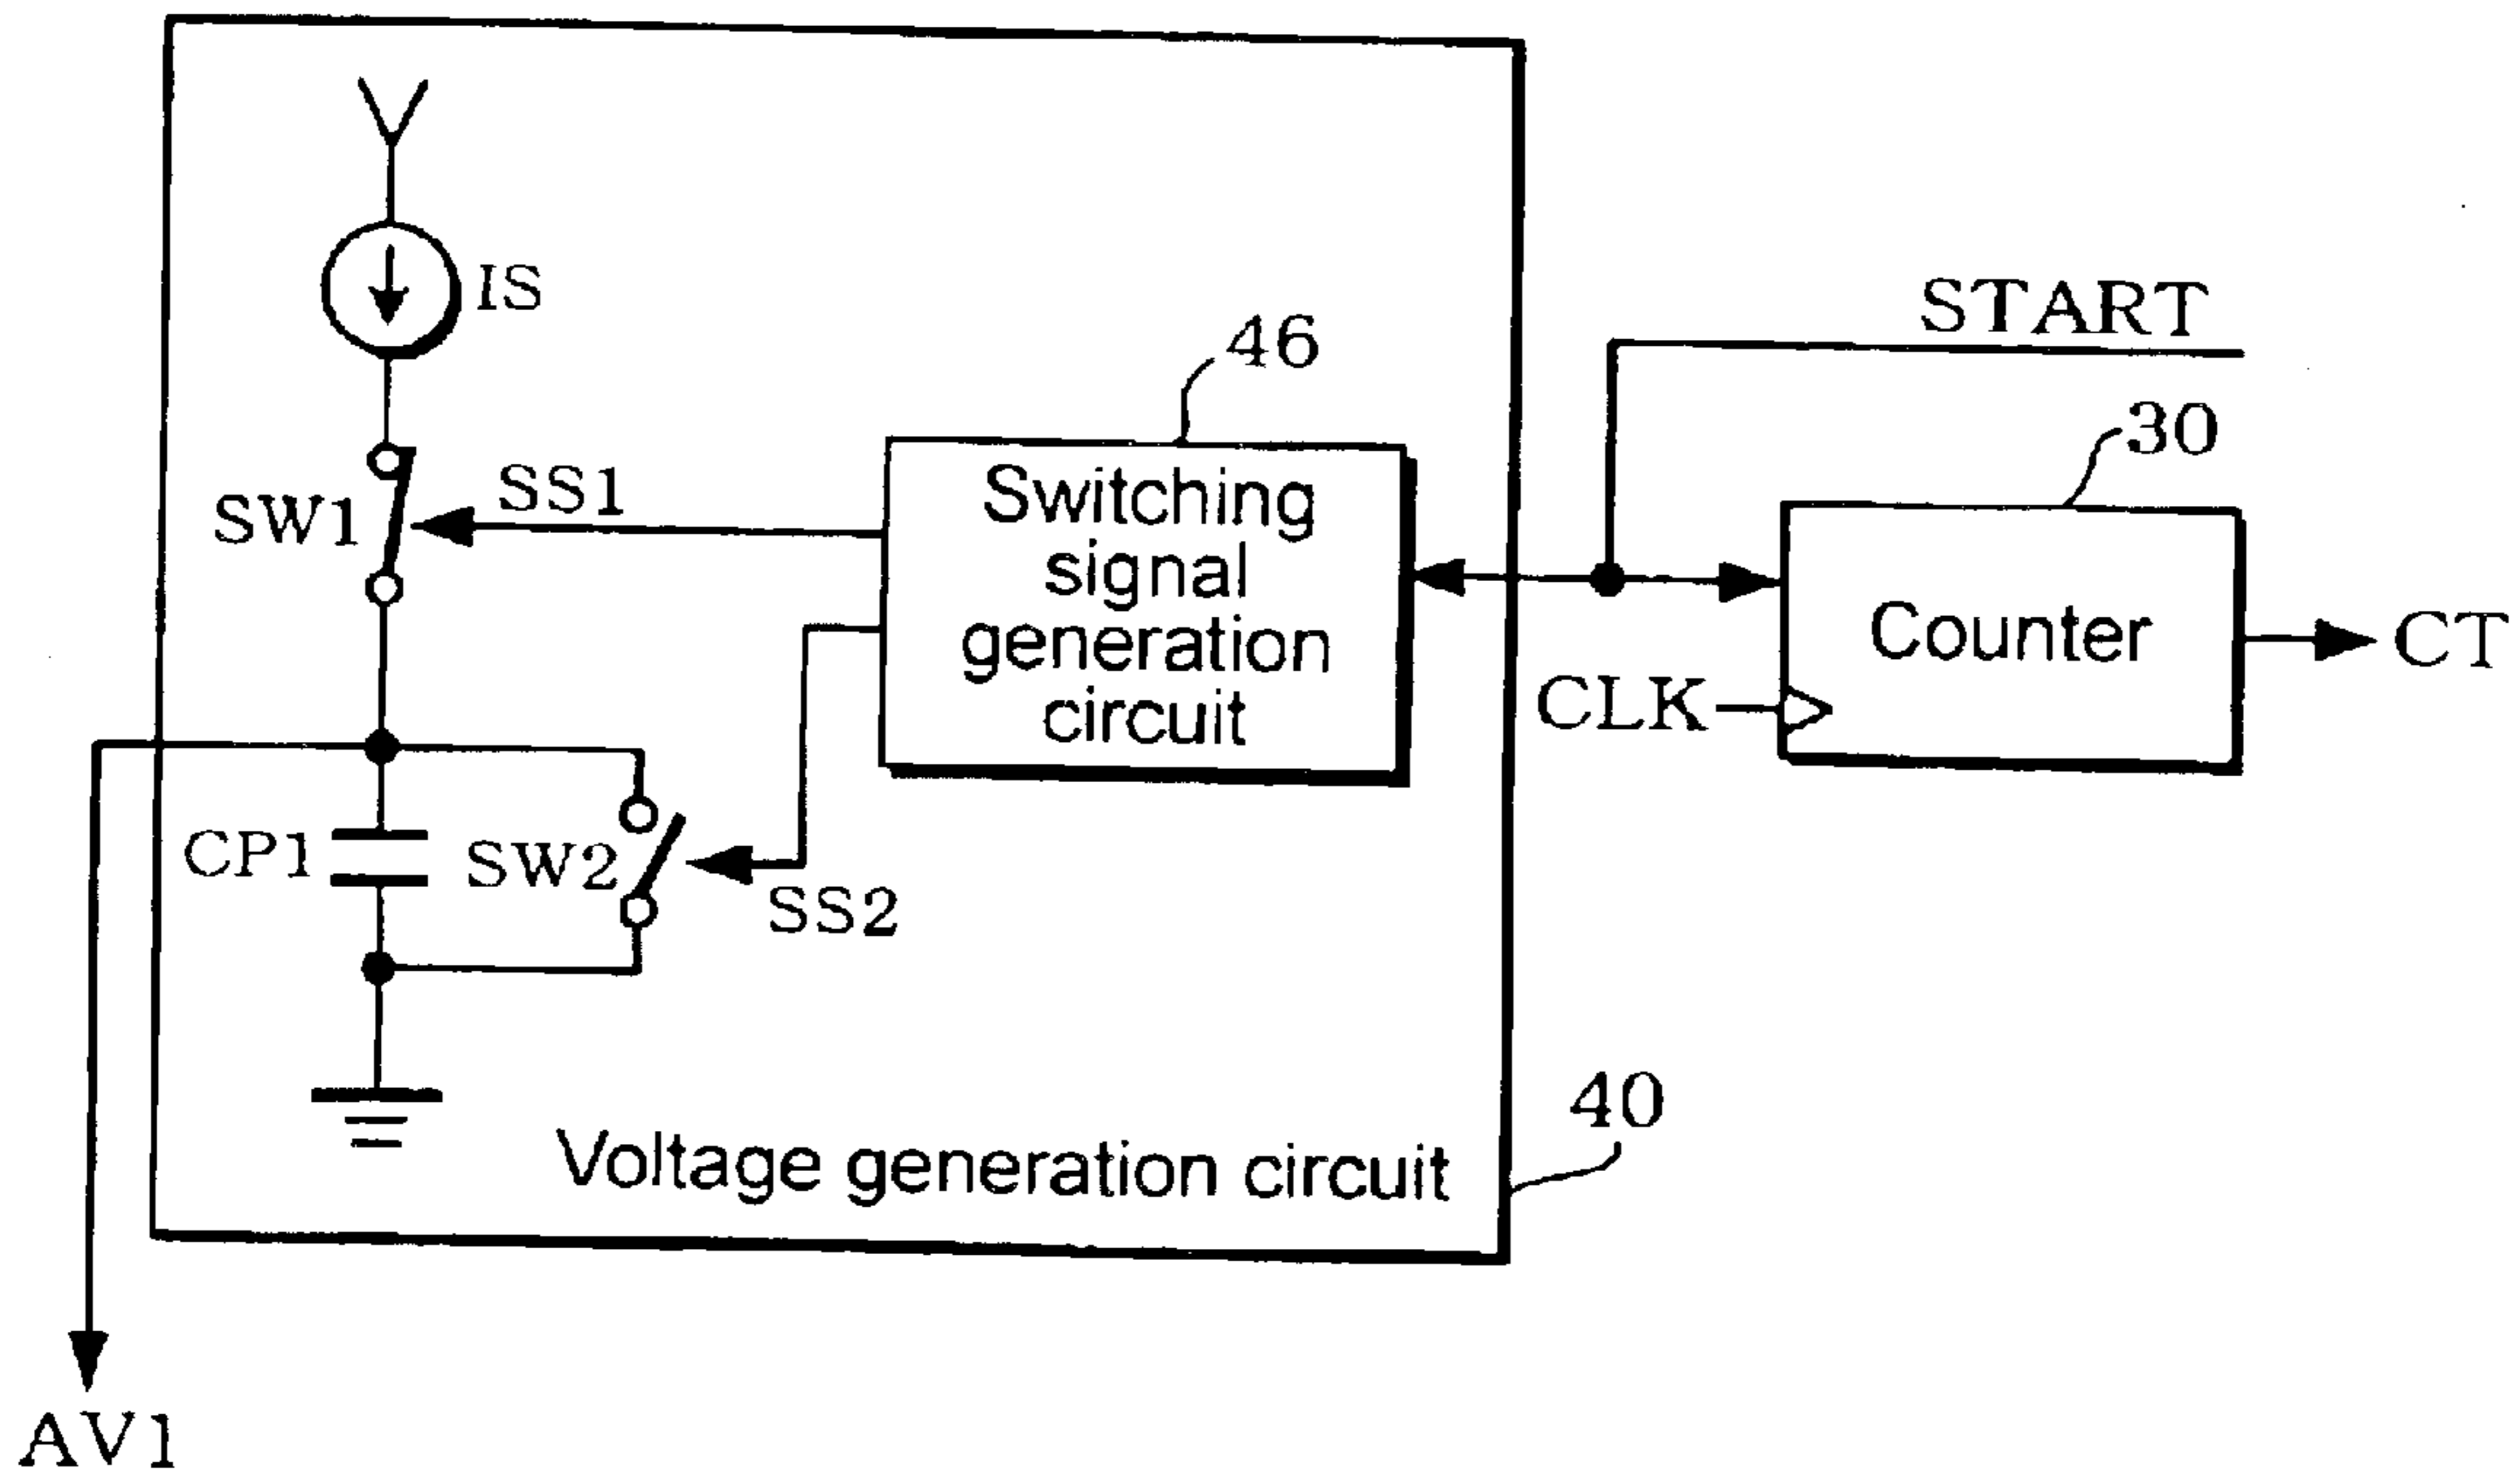 IS
START
46
30
SS1
SW1
Switching
signal
generation
circuit
Counter
CT
CLK
CP1
SW2
SS2
40
Voltage generation circuit
AV1